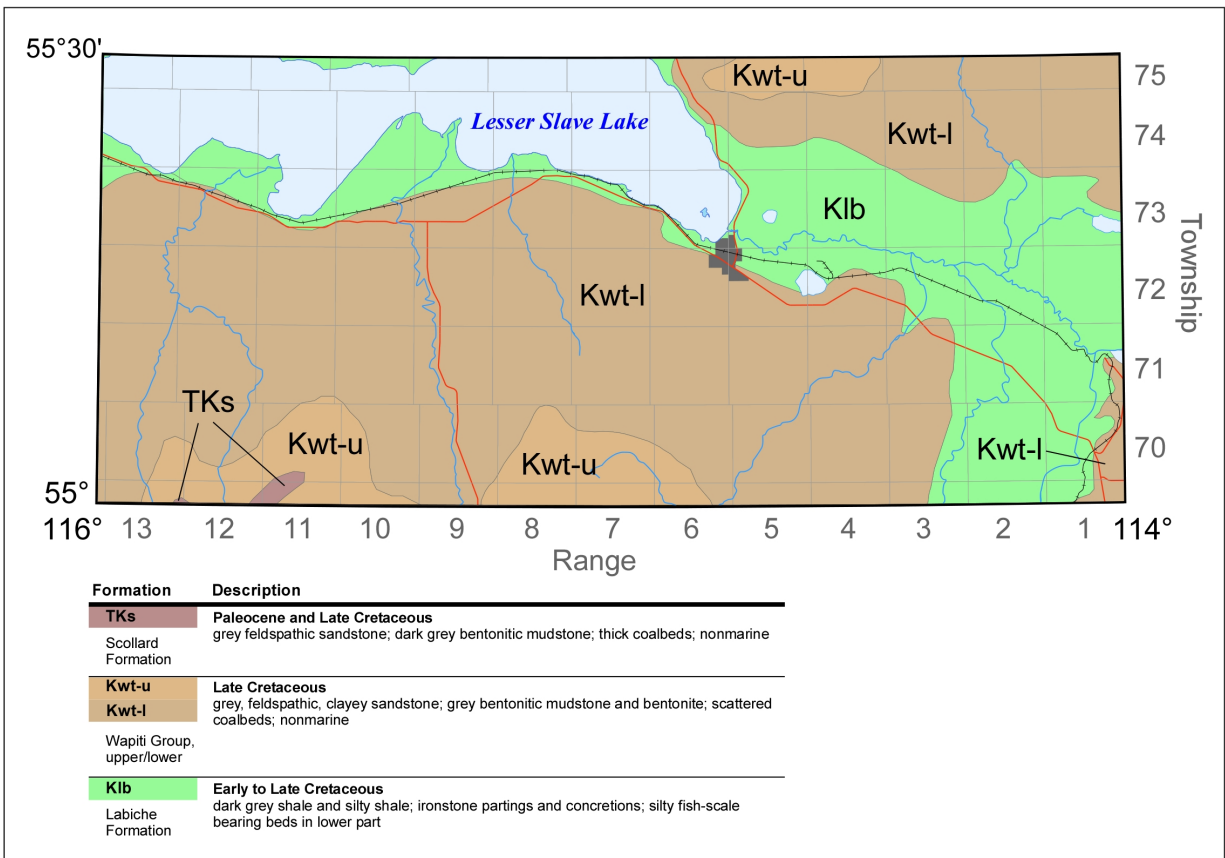 55°30'
Kwt-u
75
Lesser Slave Lake
Kwt-l
74
Klb
73
Township
Kwt-l
72
71
TKs
Kwt-u
Kwt-u
Kwt-l
70
55°
116° 13 12 11 10 9 8 7 6 5 4 3 2 1 114°
Range
Formation Description
TKs Paleocene and Late Cretaceous
grey feldspathic sandstone; dark grey bentonitic mudstone; thick coalbeds; nonmarine
Scollard
Formation
Kwt-u Late Cretaceous
grey, feldspathic, clayey sandstone; grey bentonitic mudstone and bentonite; scattered
Kwt-l coalbeds; nonmarine
Wapiti Group,
upper/lower
Klb Early to Late Cretaceous
dark grey shale and silty shale; ironstone partings and concretions; silty fish-scale
Labiche bearing beds in lower part
Formation